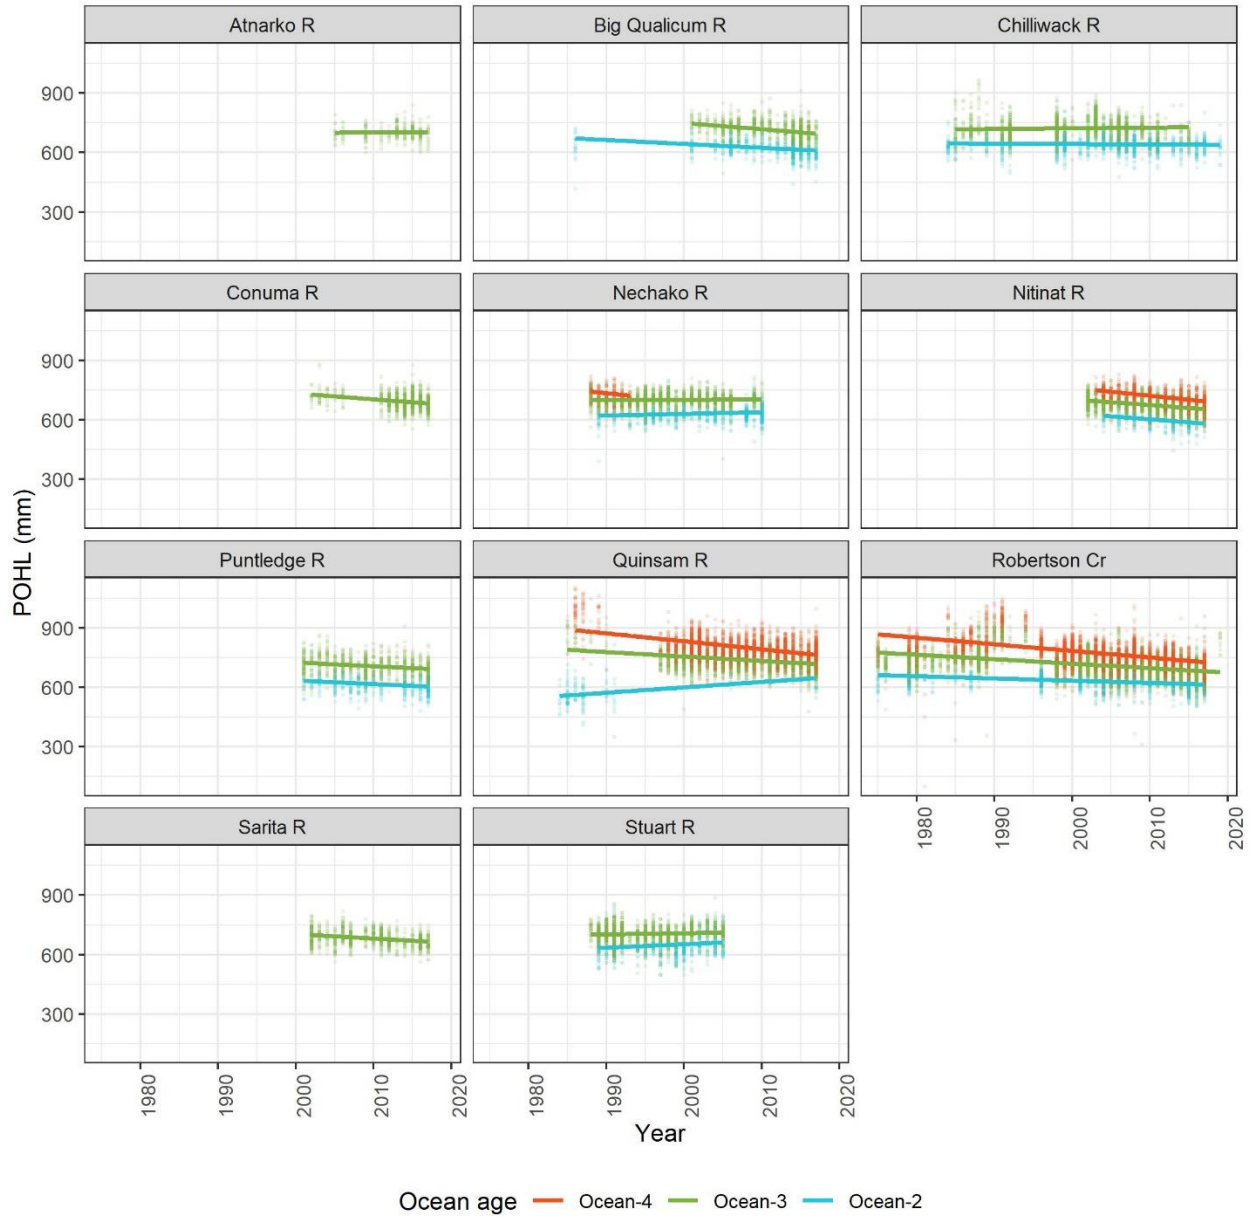 Atnarko R Big Qualicum R Chilliwack R
900
600
300
Conuma R Nechako R Nitinat R
900
600
300
POHL (mm)
Puntledge R Quinsam R Robertson Cr
900
600
300
1980 1990 2000 2010 2020
Sarita R Stuart R
900
600
300
1980 1990 2000 2010 2020 1980 1990 2000 2010 2020
Year
Ocean age Ocean-4 Ocean-3 Ocean-2